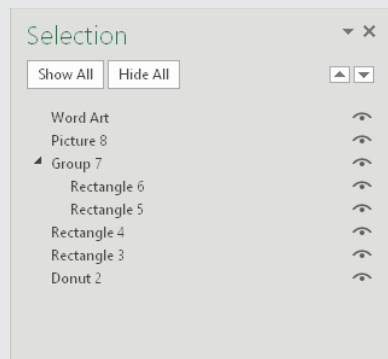 Selection
Show All Hide All
Word Art
Picture 8
Group 7
Rectangle 6
Rectangle 5
Rectangle 4
Rectangle 3
Donut 2